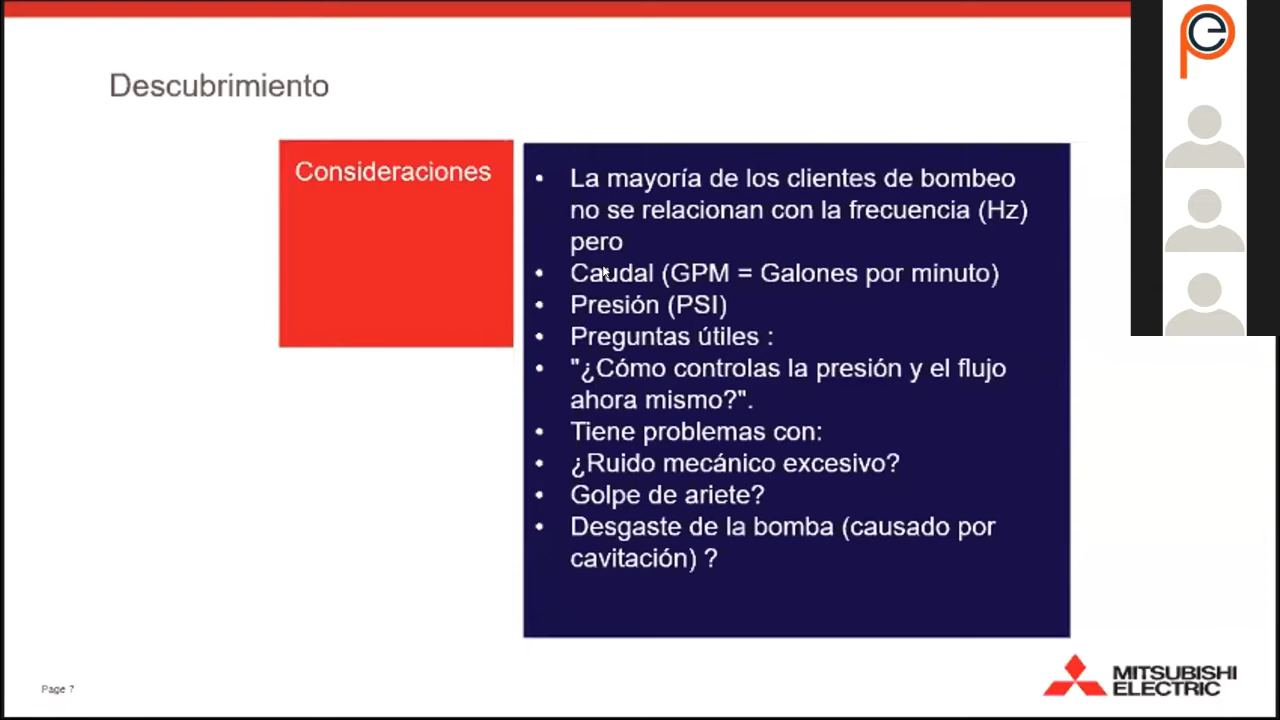 Descubrimiento
Consideraciones
• La mayoría de los clientes de bombeo
no se relacionan con la frecuencia (Hz)
pero
• Caudal (GPM = Galones por minuto)
• Presión (PSI)
• Preguntas útiles :
• "¿Cómo controlas la presión y el flujo
ahora mismo?".
• Tiene problemas con:
• ¿Ruido mecánico excesivo?
• Golpe de ariete?
• Desgaste de la bomba (causado por
cavitación) ?
Page 7
MITSUBISHI
ELECTRIC